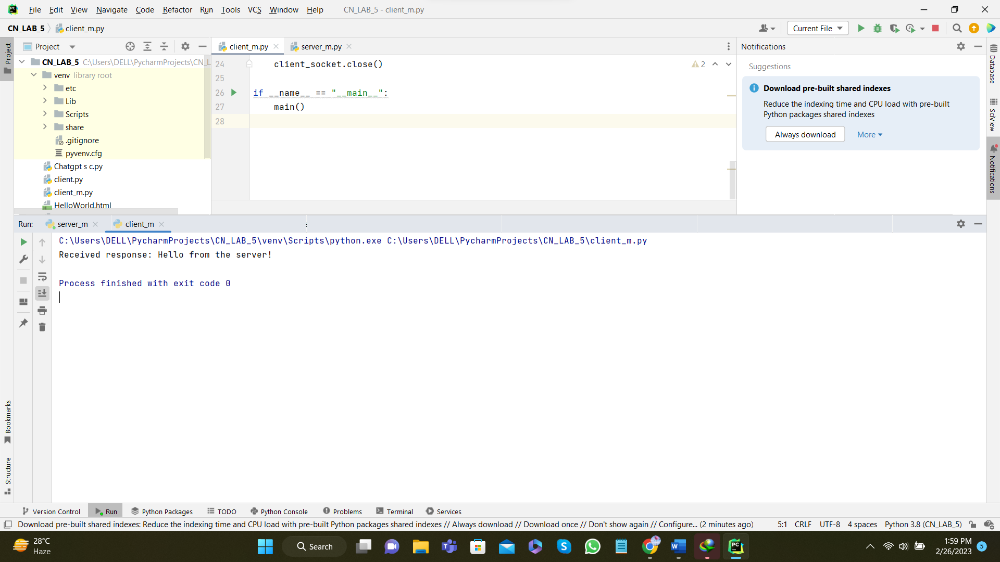 File Edit View Navigate Code Refactor Run Tools VCS Window Help CN_LAB_5 - client_m.py
CN_LAB_5 client_m.py Current File
Project
Project
client_m.py server_m.py
Notifications
CN_LAB_5 C:\Users\DELL\PycharmProjects\CN_L
venv library root
etc
Lib
Scripts
share
.gitignore
pyvenv.cfg
Chatgpt s c.py
client.py
client_m.py
HelloWorld.html
24 client_socket.close()
2
25
26 if __name__ == "__main__":
27 main()
28
Suggestions
Download pre-built shared indexes
Reduce the indexing time and CPU load with pre-built
Python packages shared indexes
Always download More
Database
SciView
Notifications
Run: server_m client_m
C:\Users\DELL\PycharmProjects\CN_LAB_5\venv\Scripts\python.exe C:\Users\DELL\PycharmProjects\CN_LAB_5\client_m.py
Received response: Hello from the server!
Process finished with exit code 0
Bookmarks
Structure
Version Control Run Python Packages TODO Python Console Problems Terminal Services
Download pre-built shared indexes: Reduce the indexing time and CPU load with pre-built Python packages shared indexes // Always download // Download once // Don't show again // Configure... (2 minutes ago) 5:1 CRLF UTF-8 4 spaces Python 3.8 (CN_LAB_5)
28°C
Haze
Search
1:59 PM
2/26/2023
5